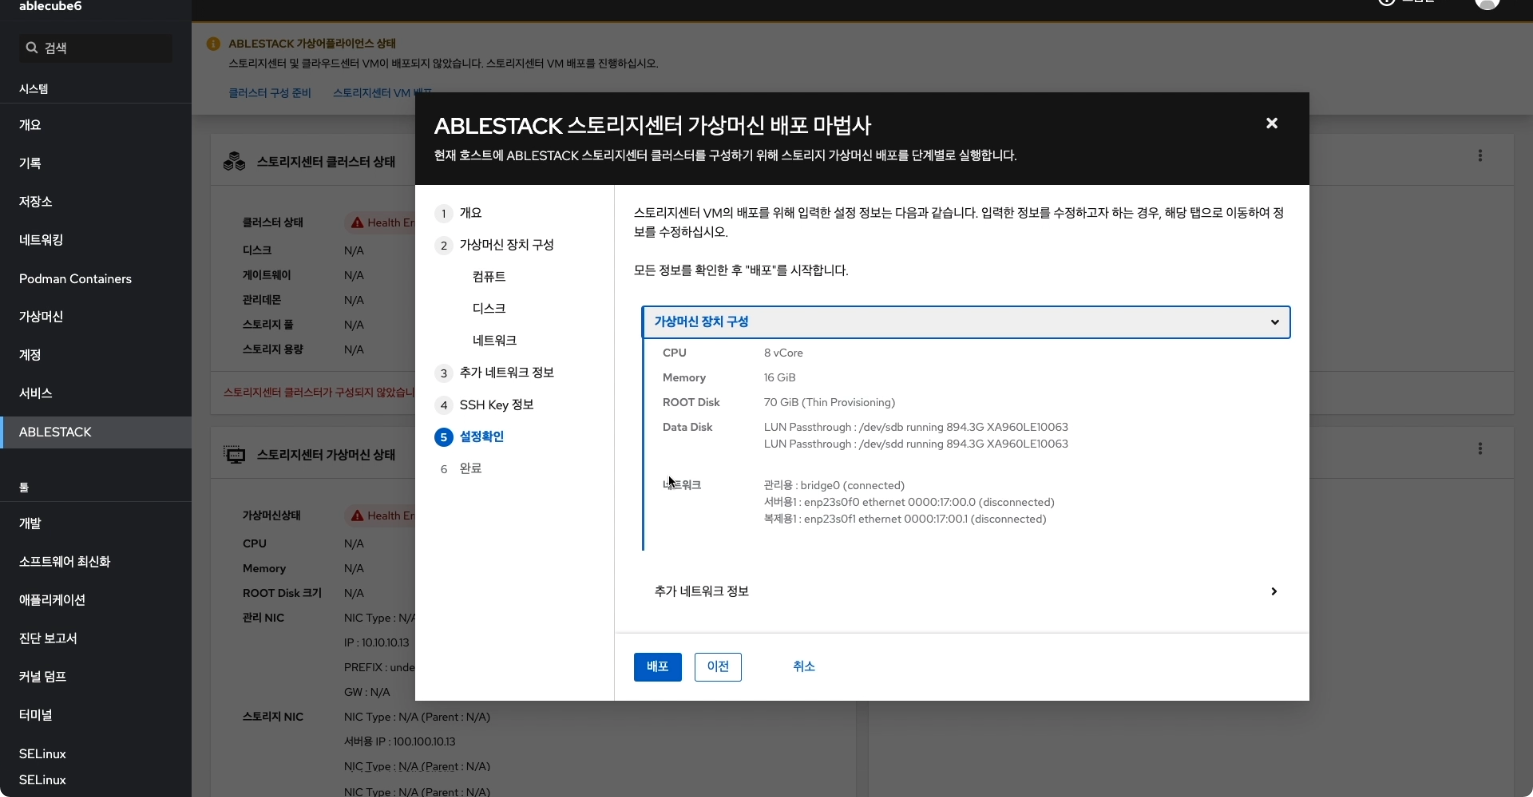 ablecube6
검색
시스템
개요
기록
저장소
네트워킹
Podman Containers
가상머신
계정
서비스
ABLESTACK
툴
개발
소프트웨어 최신화
애플리케이션
진단 보고서
커널 덤프
터미널
SELinux
SELinux
ABLESTACK 가상어플라이언스 상태
스토리지센터 및 클라우드센터 VM이 배포되지 않았습니다. 스토리지센터 VM 배포를 진행하십시오.
클러스터 구성 준비 스토리지센터 VM 배포
스토리지센터 클러스터 상태
클러스터 상태 Health Er
디스크 N/A
게이트웨이 N/A
관리데몬 N/A
스토리지 풀 N/A
스토리지 용량 N/A
스토리지센터 클러스터가 구성되지 않았습니
스토리지센터 가상머신 상태
가상머신상태 Health Er
CPU N/A
Memory N/A
ROOT Disk 크기 N/A
관리 NIC NIC Type : N/A
IP : 10.10.10.13
PREFIX : unde
GW : N/A
스토리지 NIC NIC Type : N/A (Parent : N/A)
서버용 IP : 100.100.10.13
NIC Type : N/A (Parent : N/A)
NIC Type : N/A (Parent : N/A)
ABLESTACK 스토리지센터 가상머신 배포 마법사
현재 호스트에 ABLESTACK 스토리지센터 클러스터를 구성하기 위해 스토리지 가상머신 배포를 단계별로 실행합니다.
1 개요
2 가상머신 장치 구성
컴퓨트
디스크
네트워크
3 추가 네트워크 정보
4 SSH Key 정보
5 설정확인
6 완료
스토리지센터 VM의 배포를 위해 입력한 설정 정보는 다음과 같습니다. 입력한 정보를 수정하고자 하는 경우, 해당 탭으로 이동하여 정
보를 수정하십시오.
모든 정보를 확인한 후 "배포"를 시작합니다.
가상머신 장치 구성
CPU 8 vCore
Memory 16 GiB
ROOT Disk 70 GiB (Thin Provisioning)
Data Disk LUN Passthrough : /dev/sdb running 894.3G XA960LE10063
LUN Passthrough : /dev/sdd running 894.3G XA960LE10063
네트워크 관리용 : bridge0 (connected)
서버용1 : enp23s0f0 ethernet 0000:17:00.0 (disconnected)
복제용1 : enp23s0f1 ethernet 0000:17:00.1 (disconnected)
추가 네트워크 정보
배포 이전 취소